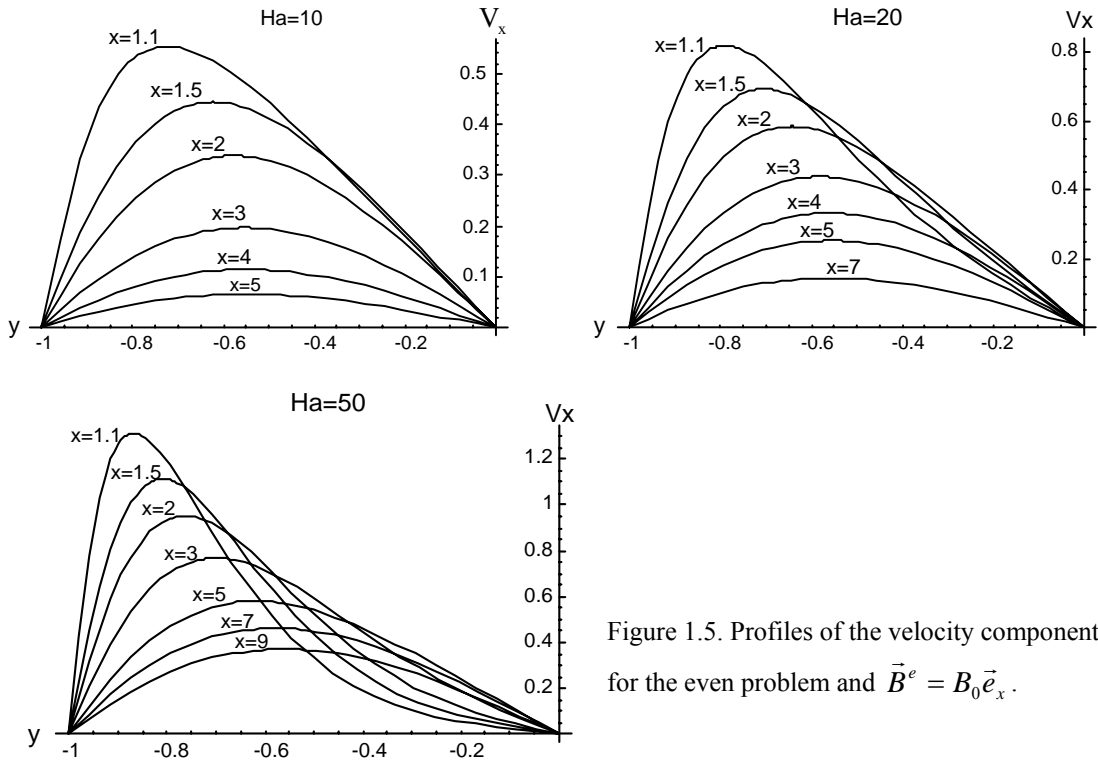 Ha=10
V_x
x=1.1
0.5
x=1.5
0.4
x=2
0.3
x=3
0.2
x=4
0.1
x=5
y
-1 -0.8 -0.6 -0.4 -0.2
Ha=20
Vx
x=1.1
0.8
x=1.5
x=2
0.6
x=3
0.4
x=4
x=5
0.2
x=7
y
-1 -0.8 -0.6 -0.4 -0.2
Ha=50
Vx
x=1.1
1.2
x=1.5
1
x=2
0.8
x=3
0.6
x=5
x=7
0.4
x=9
0.2
y
-1 -0.8 -0.6 -0.4 -0.2
Figure 1.5. Profiles of the velocity component
for the even problem and $\vec{B}^e = B_0\vec{e}_x$.